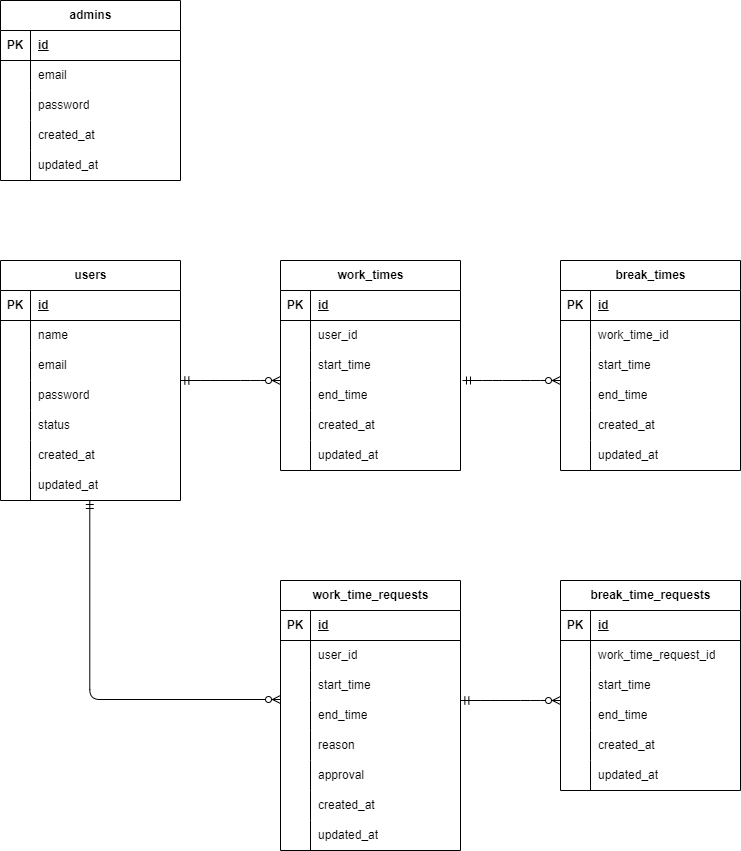 admins
PK id
email
password
created_at
updated_at
users
PK id
name
email
password
status
created_at
updated_at
work_times
PK id
user_id
start_time
end_time
created_at
updated_at
break_times
PK id
work_time_id
start_time
end_time
created_at
updated_at
work_time_requests
PK id
user_id
start_time
end_time
reason
approval
created_at
updated_at
break_time_requests
PK id
work_time_request_id
start_time
end_time
created_at
updated_at